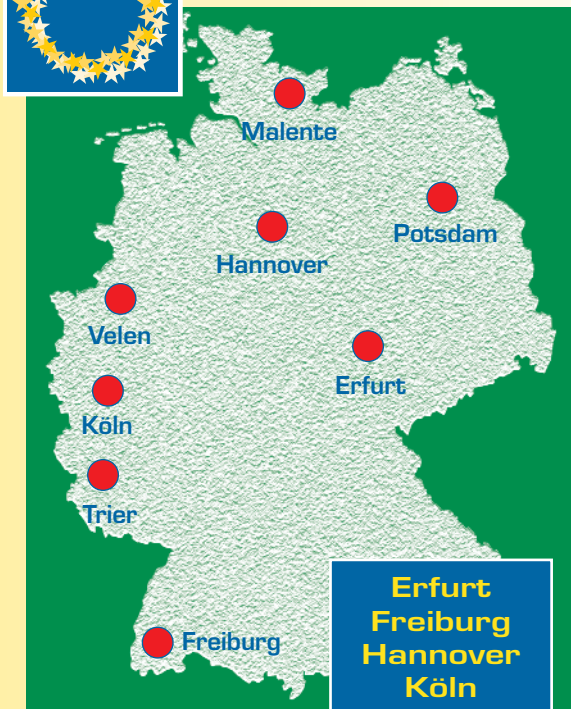 Malente
Potsdam
Hannover
Velen
Erfurt
Köln
Trier
Freiburg
Erfurt
Freiburg
Hannover
Köln